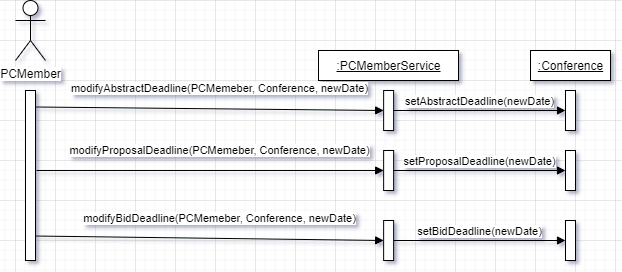 :PCMemberService
:Conference
PCMember
modifyAbstractDeadline(PCMemeber, Conference, newDate)
setAbstractDeadline(newDate)
modifyProposalDeadline(PCMemeber, Conference, newDate)
setProposalDeadline(newDate)
modifyBidDeadline(PCMemeber, Conference, newDate)
setBidDeadline(newDate)